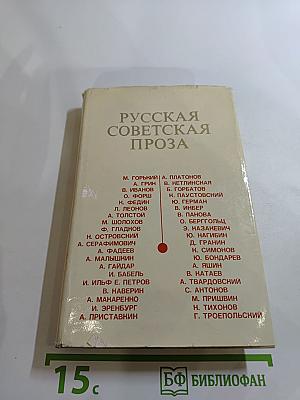 РУССКАЯ
СОВЕТСКАЯ
ПРОЗА
М. ГОРЬКИЙ А. ПЛАТОНОВ
А. ГРИН В. КЕТЛИНСКАЯ
В. ИВАНОВ Б. ГОРБАТОВ
О. ФОРШ К. ПАУСТОВСКИЙ
К. ФЕДИН Ю. ГЕРМАН
Л. ЛЕОНОВ В. ИНБЕР
А. ТОЛСТОЙ В. ПАНОВА
М. ШОЛОХОВ О. БЕРГГОЛЬЦ
Ф. ГЛАДКОВ Э. КАЗАКЕВИЧ
Н. ОСТРОВСКИЙ Ю. НАГИБИН
А. СЕРАФИМОВИЧ Д. ГРАНИН
А. ФАДЕЕВ К. СИМОНОВ
А. МАЛЫШКИН Ю. БОНДАРЕВ
А. ГАЙДАР А. ЯШИН
И. БАБЕЛЬ В. КАТАЕВ
И. ИЛЬФ Е. ПЕТРОВ А. ТВАРДОВСКИЙ
В. КАВЕРИН С. АНТОНОВ
А. МАКАРЕНКО М. ПРИШВИН
И. ЭРЕНБУРГ Н. ТИХОНОВ
А. ПРИСТАВКИН Г. ТРОЕПОЛЬСКИЙ
15с
БФ БИБЛИОФАН